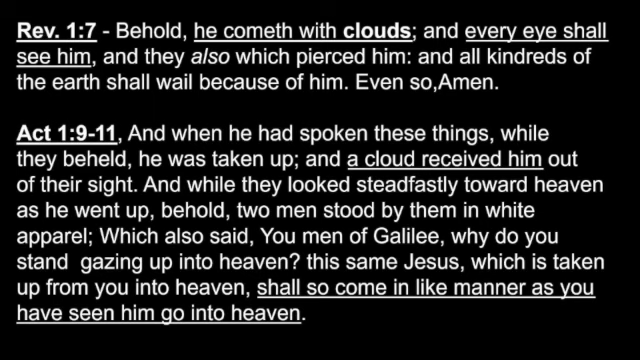 Rev. 1:7 - Behold, he cometh with clouds; and every eye shall
see him, and they also which pierced him: and all kindreds of
the earth shall wail because of him. Even so,Amen.
Act 1:9-11, And when he had spoken these things, while
they beheld, he was taken up; and a cloud received him out
of their sight. And while they looked steadfastly toward heaven
as he went up, behold, two men stood by them in white
apparel; Which also said, You men of Galilee, why do you
stand  gazing up into heaven? this same Jesus, which is taken
up from you into heaven, shall so come in like manner as you
have seen him go into heaven.